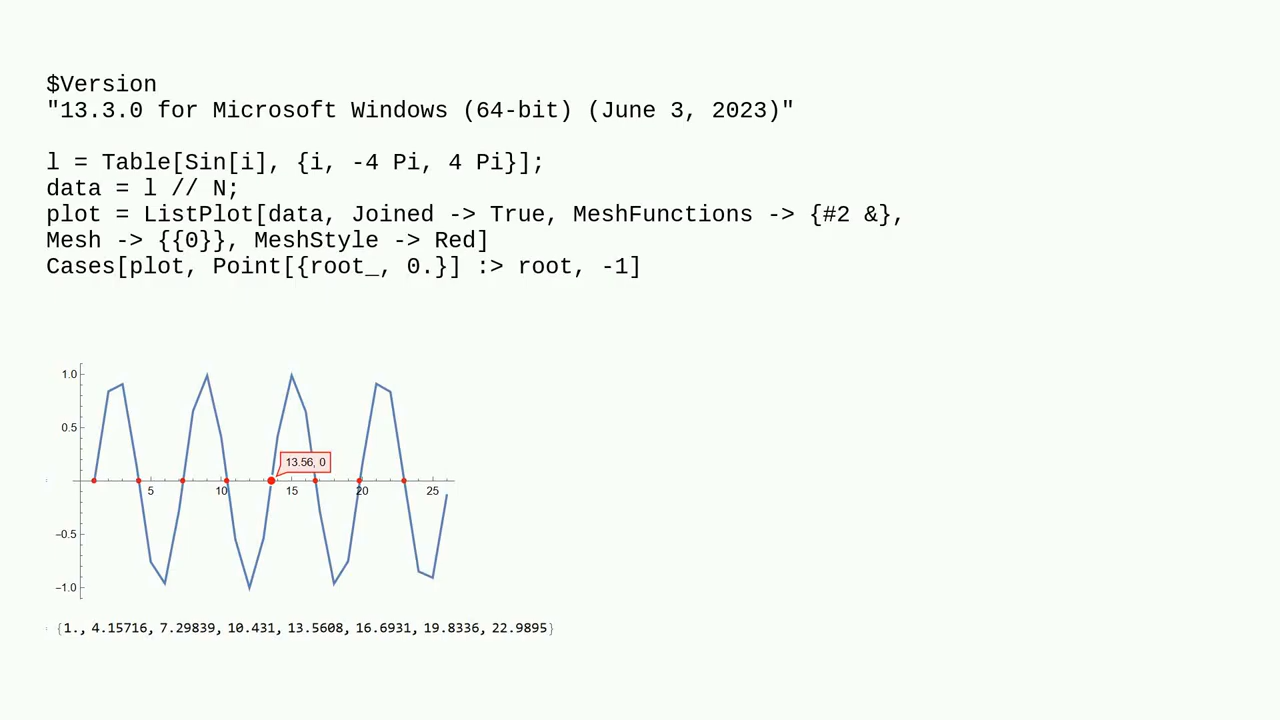 $Version
"13.3.0 for Microsoft Windows (64-bit) (June 3, 2023)"
l = Table[Sin[i], {i, -4 Pi, 4 Pi}];
data = l // N;
plot = ListPlot[data, Joined -> True, MeshFunctions -> {#2 &},
Mesh -> {{0}}, MeshStyle -> Red]
Cases[plot, Point[{root_, 0.}] :> root, -1]
1.0
0.5
13.56, 0
5 10 15 20 25
−0.5
−1.0
{1., 4.15716, 7.29839, 10.431, 13.5608, 16.6931, 19.8336, 22.9895}